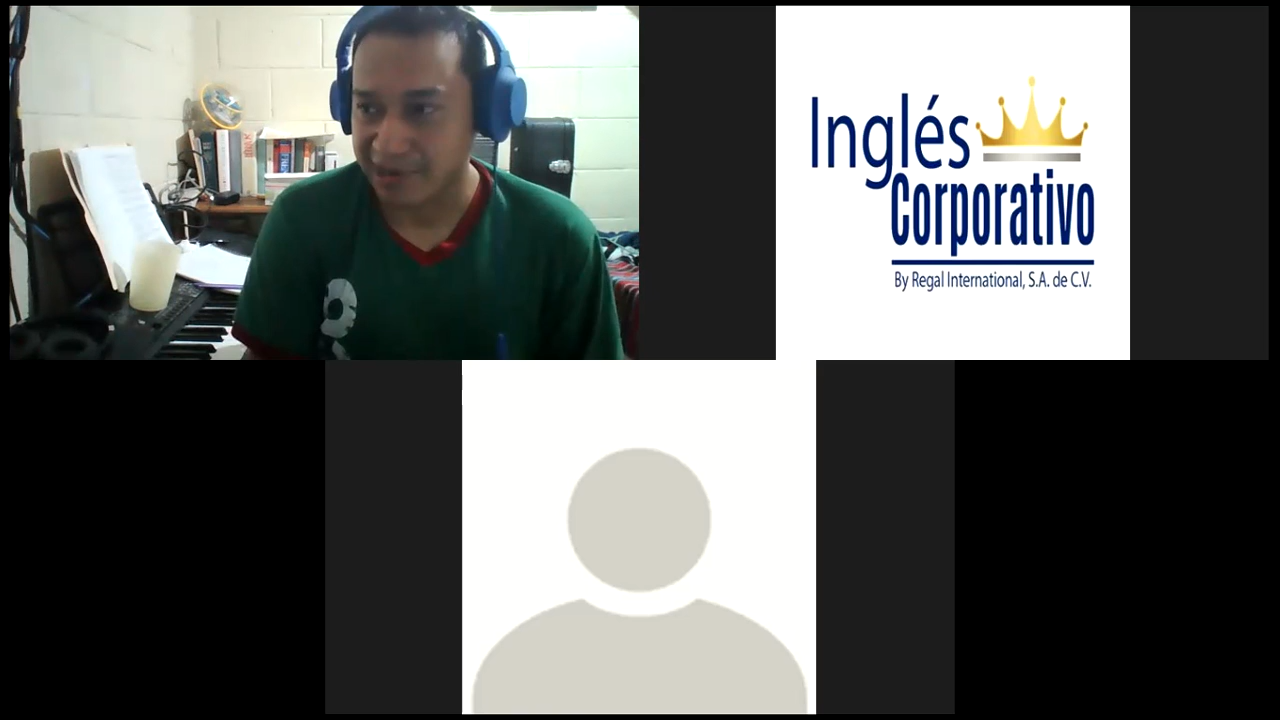 Inglés
Corporativo
By Regal International, S.A. de C.V.